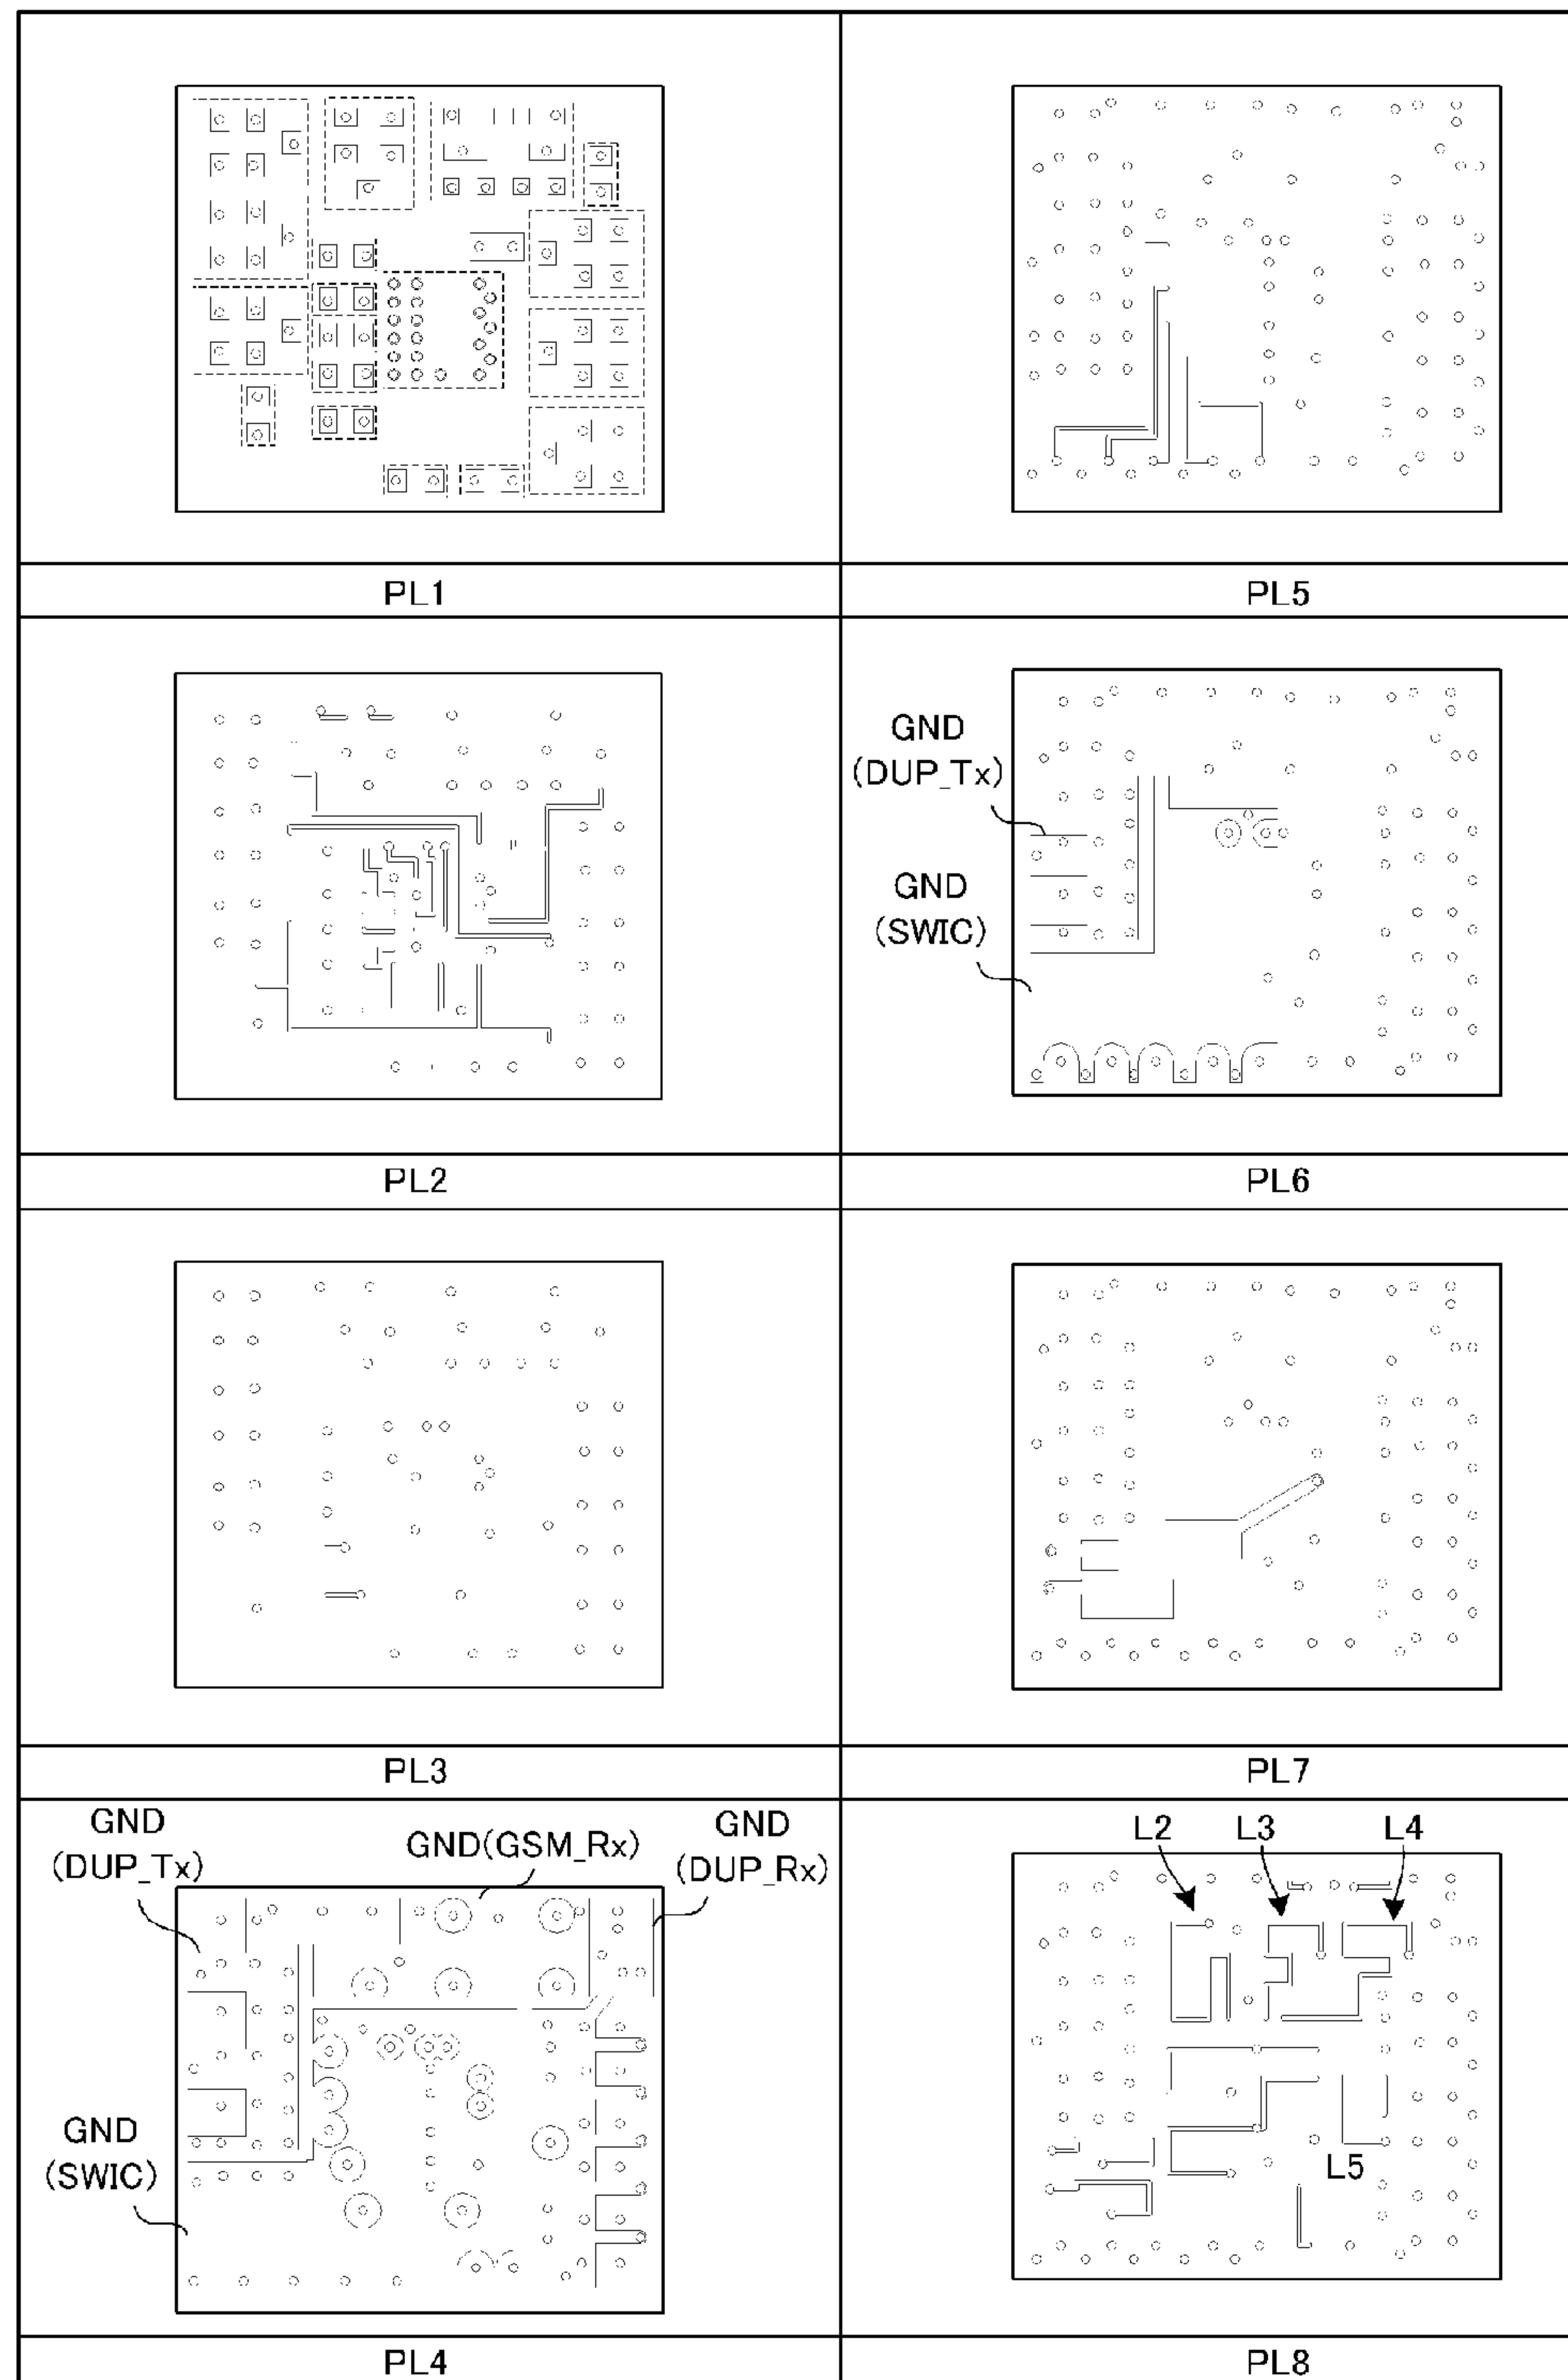 PL1
PL5
GND
(DUP_Tx)
GND
(SWIC)
PL2
PL6
PL3
PL7
GND
(DUP_Tx)
GND(GSM_Rx)
GND
(DUP_Rx)
GND
(SWIC)
L2
L3
L4
L5
PL4
PL8